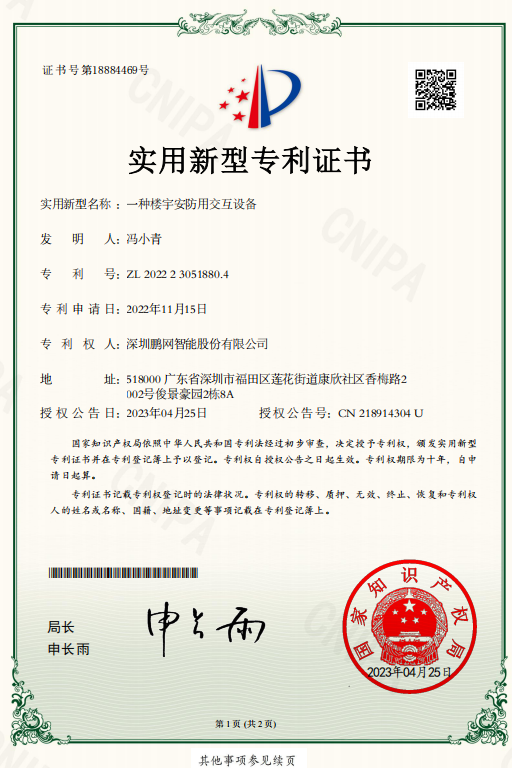 证书号第18884469号
实用新型专利证书
实用新型名称：一种楼宇安防用交互设备
发明人：冯小青
专利号：ZL 2022 2 3051880.4
专利申请日：2022年11月15日
专利权人：深圳鹏网智能股份有限公司
地址：518000 广东省深圳市福田区莲花街道康欣社区香梅路2
002号俊景豪园2栋8A
授权公告日：2023年04月25日 授权公告号：CN 218914304 U
国家知识产权局依照中华人民共和国专利法经过初步审查，决定授予专利权，颁发实用新型
专利证书并在专利登记簿上予以登记。专利权自授权公告之日起生效。专利权期限为十年，自申
请日起算。
专利证书记载专利权登记时的法律状况。专利权的转移、质押、无效、终止、恢复和专利权
人的姓名或名称、国籍、地址变更等事项记载在专利登记簿上。
局长
申长雨
申长雨
国家知识产权局
2023年04月25日
第1页（共2页）
其他事项参见续页
CNIPA
CNIPA
CNIPA
CNIPA